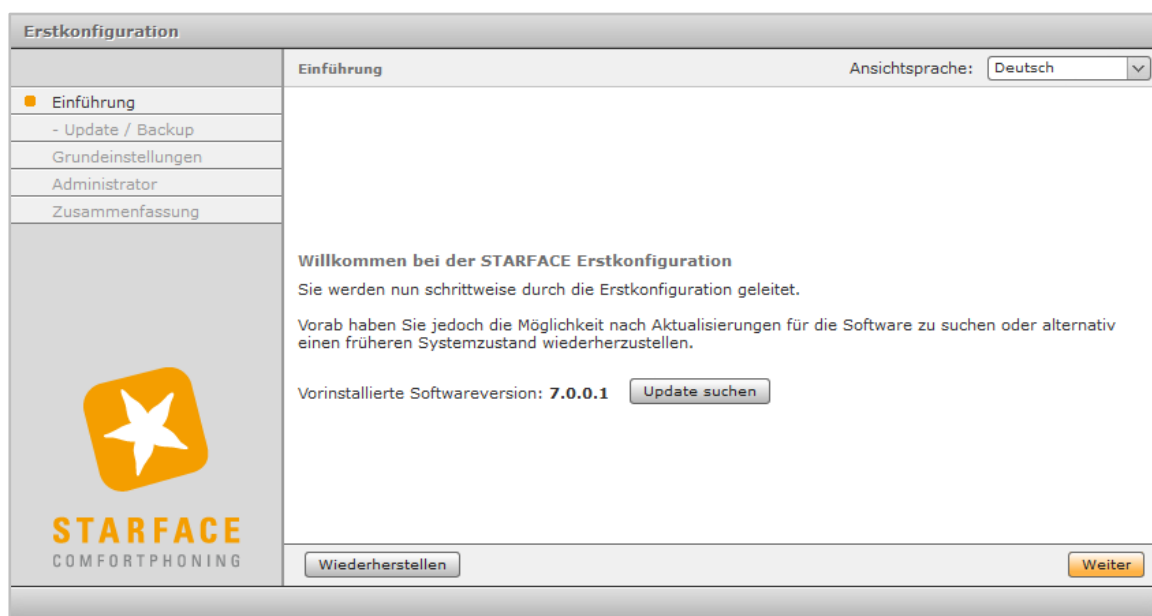 Erstkonfiguration
Einführung
Ansichtsprache: Deutsch
Einführung
- Update / Backup
Grundeinstellungen
Administrator
Zusammenfassung
Willkommen bei der STARFACE Erstkonfiguration
Sie werden nun schrittweise durch die Erstkonfiguration geleitet.
Vorab haben Sie jedoch die Möglichkeit nach Aktualisierungen für die Software zu suchen oder alternativ
einen früheren Systemzustand wiederherzustellen.
Vorinstallierte Softwareversion: 7.0.0.1 Update suchen
STARFACE
COMFORTPHONING
Wiederherstellen
Weiter